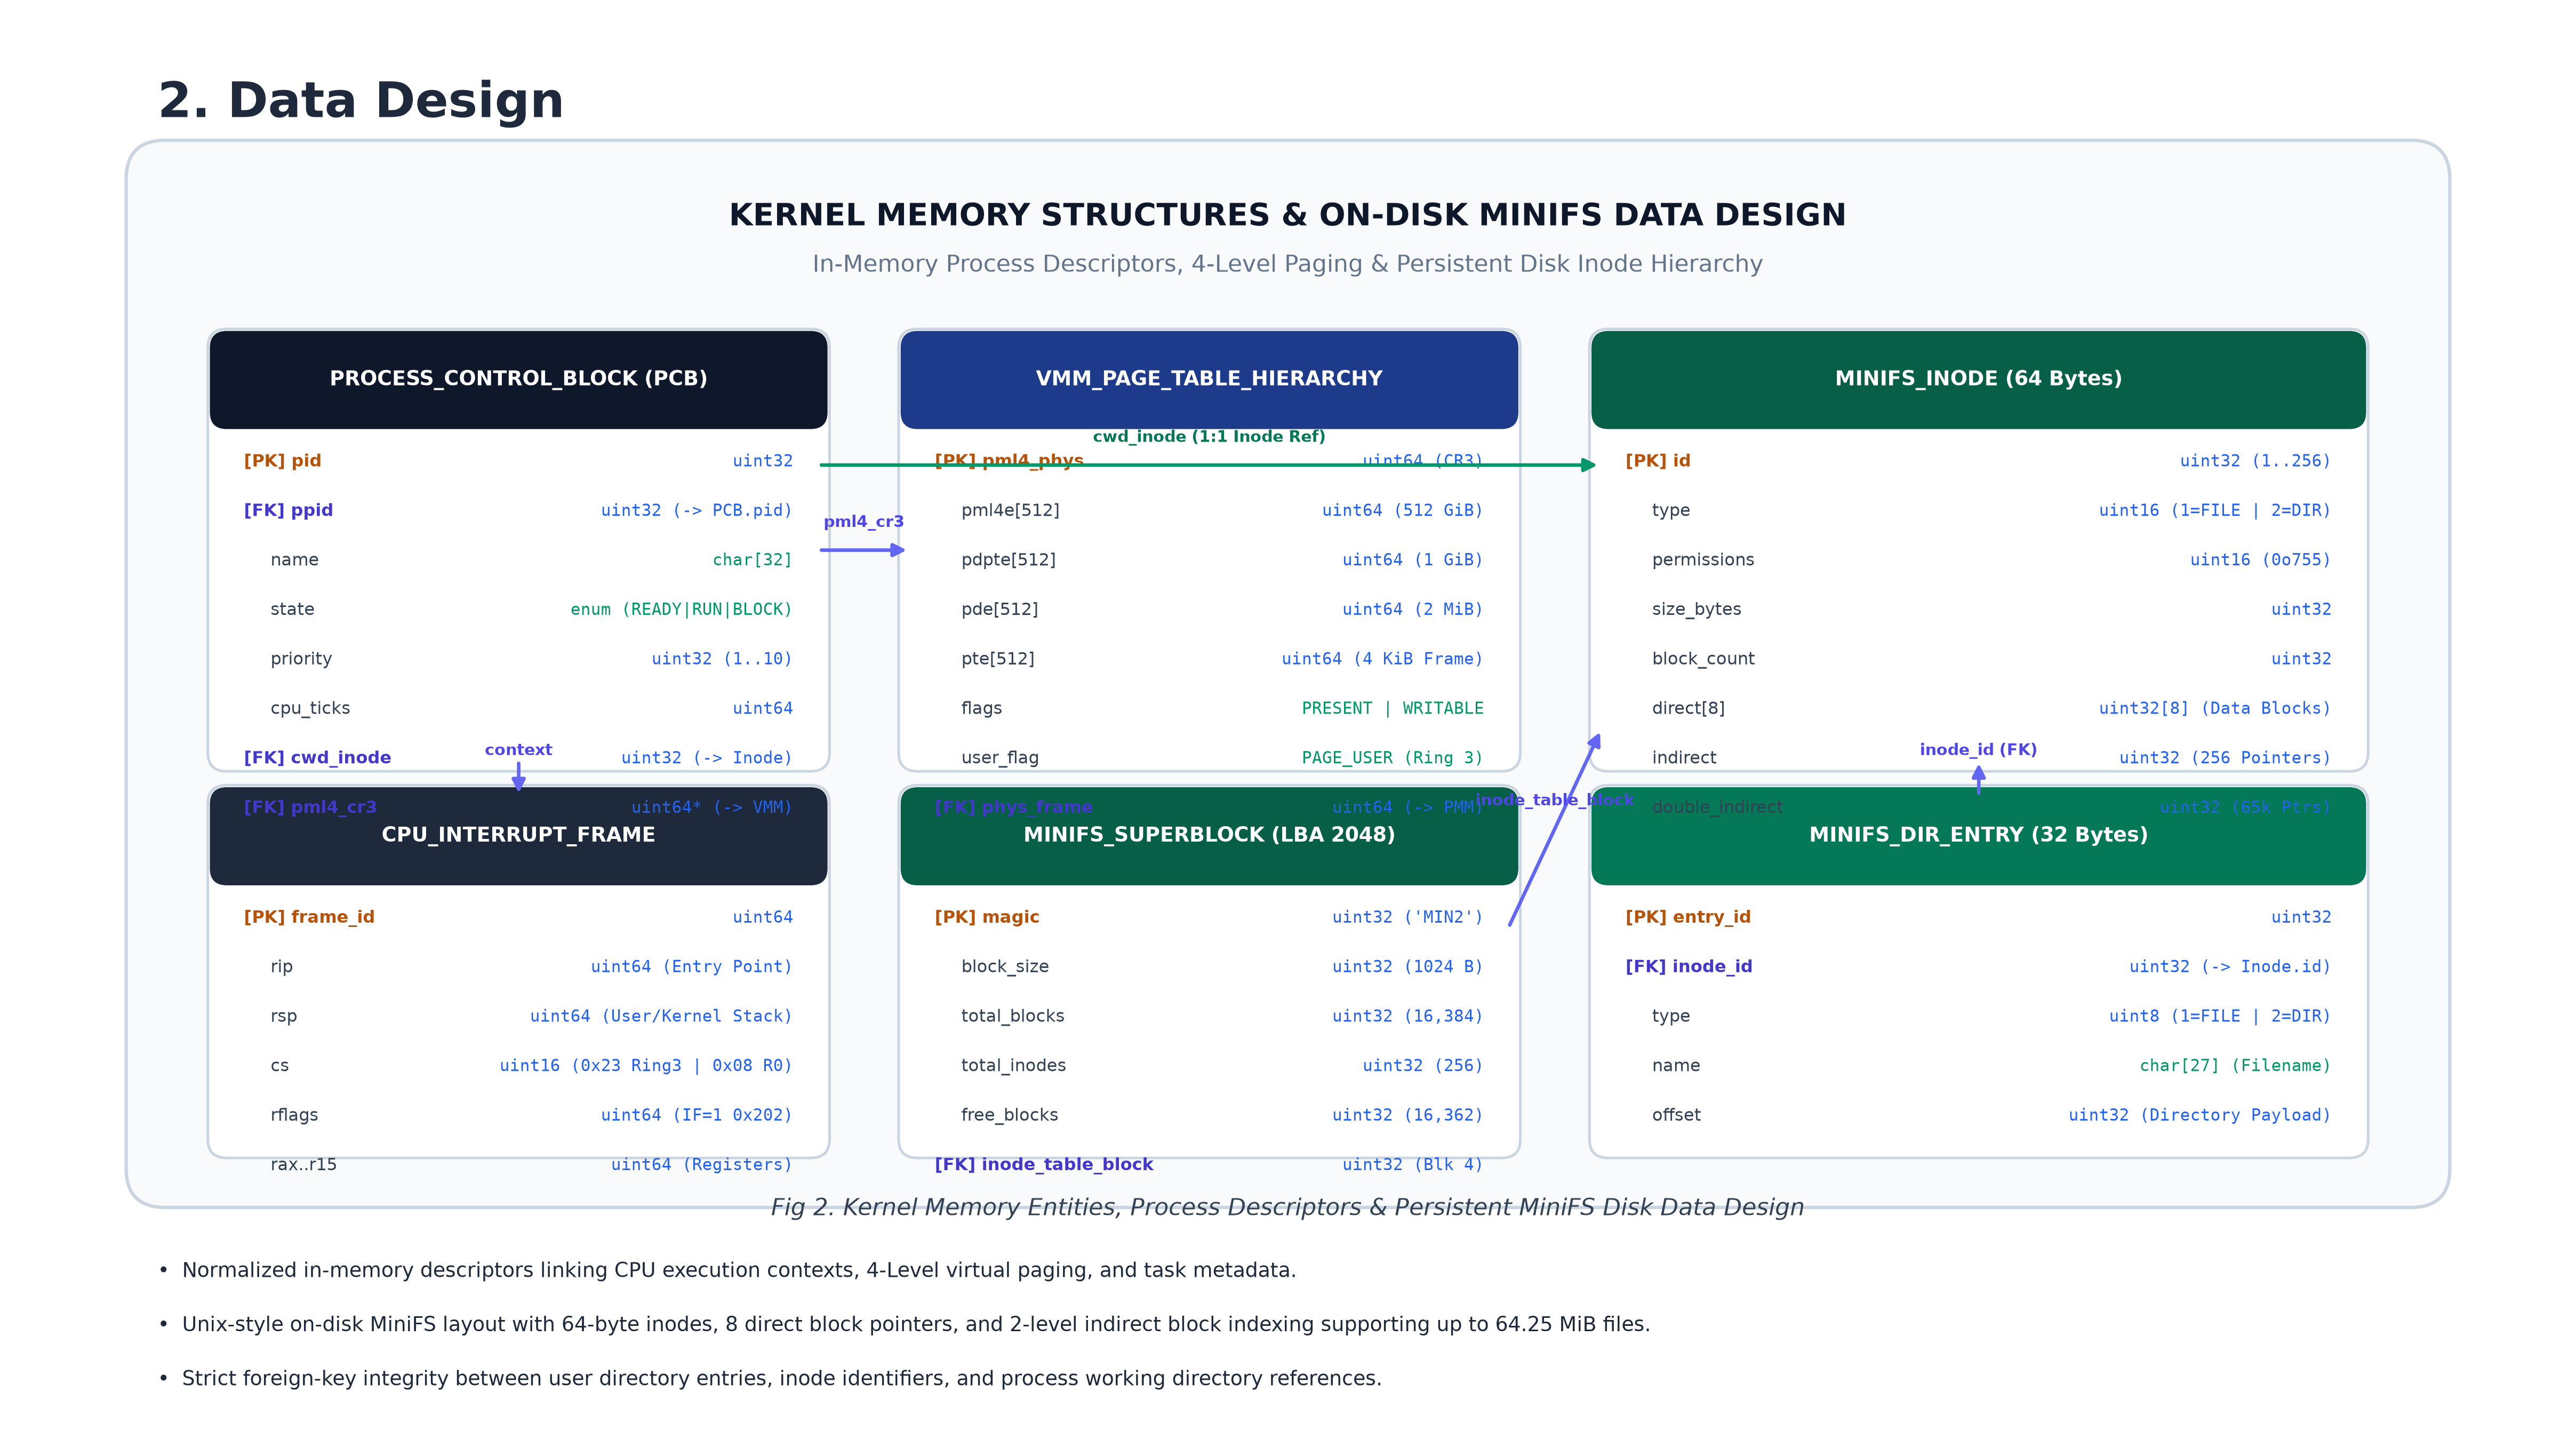 2. Data Design
KERNEL MEMORY STRUCTURES & ON-DISK MINIFS DATA DESIGN
In-Memory Process Descriptors, 4-Level Paging & Persistent Disk Inode Hierarchy
PROCESS_CONTROL_BLOCK (PCB)
[PK] pid uint32
[FK] ppid uint32 (-> PCB.pid)
name char[32]
state enum (READY|RUN|BLOCK)
priority uint32 (1..10)
cpu_ticks uint64
[FK] cwd_inode uint32 (-> Inode)
[FK] pml4_cr3 uint64* (-> VMM)
context
pml4_cr3
VMM_PAGE_TABLE_HIERARCHY
cwd_inode (1:1 Inode Ref)
[PK] pml4_phys uint64 (CR3)
pml4e[512] uint64 (512 GiB)
pdpte[512] uint64 (1 GiB)
pde[512] uint64 (2 MiB)
pte[512] uint64 (4 KiB Frame)
flags PRESENT | WRITABLE
user_flag PAGE_USER (Ring 3)
[FK] phys_frame uint64 (-> PMM)
inode_table_block
MINIFS_INODE (64 Bytes)
[PK] id uint32 (1..256)
type uint16 (1=FILE | 2=DIR)
permissions uint16 (0o755)
size_bytes uint32
block_count uint32
direct[8] uint32[8] (Data Blocks)
indirect uint32 (256 Pointers)
double_indirect uint32 (65k Ptrs)
inode_id (FK)
CPU_INTERRUPT_FRAME
[PK] frame_id uint64
rip uint64 (Entry Point)
rsp uint64 (User/Kernel Stack)
cs uint16 (0x23 Ring3 | 0x08 R0)
rflags uint64 (IF=1 0x202)
rax..r15 uint64 (Registers)
MINIFS_SUPERBLOCK (LBA 2048)
[PK] magic uint32 ('MIN2')
block_size uint32 (1024 B)
total_blocks uint32 (16,384)
total_inodes uint32 (256)
free_blocks uint32 (16,362)
[FK] inode_table_block uint32 (Blk 4)
MINIFS_DIR_ENTRY (32 Bytes)
[PK] entry_id uint32
[FK] inode_id uint32 (-> Inode.id)
type uint8 (1=FILE | 2=DIR)
name char[27] (Filename)
offset uint32 (Directory Payload)
Fig 2. Kernel Memory Entities, Process Descriptors & Persistent MiniFS Disk Data Design
• Normalized in-memory descriptors linking CPU execution contexts, 4-Level virtual paging, and task metadata.
• Unix-style on-disk MiniFS layout with 64-byte inodes, 8 direct block pointers, and 2-level indirect block indexing supporting up to 64.25 MiB files.
• Strict foreign-key integrity between user directory entries, inode identifiers, and process working directory references.